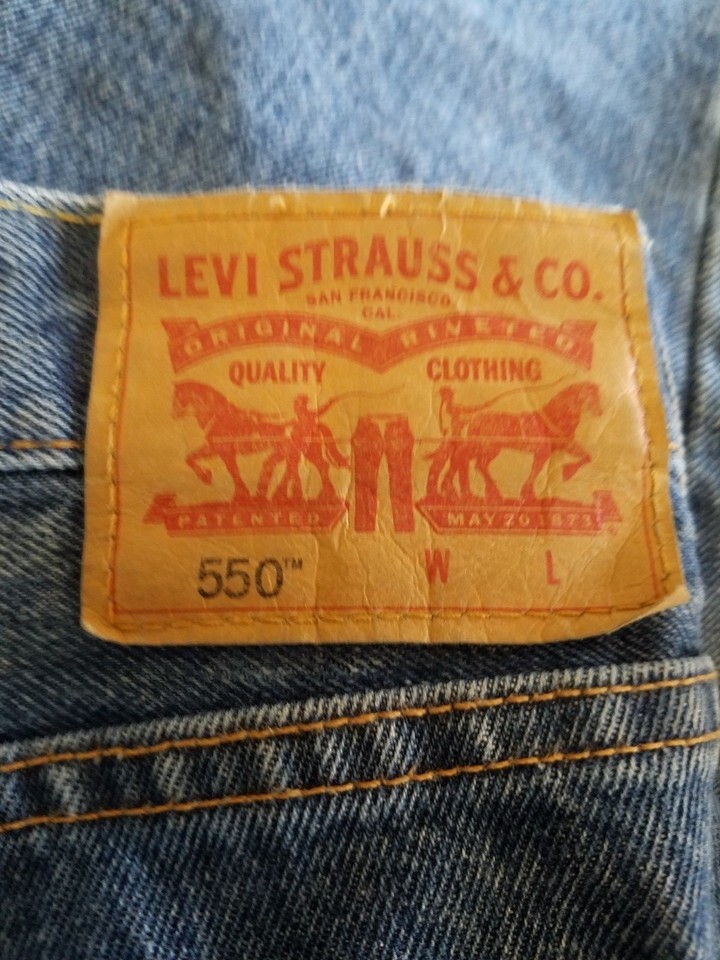 LEVI STRAUSS & CO.
SAN FRANCISCO
CAL.
ORIGINAL RIVETED
QUALITY CLOTHING
PATENTED MAY 20 1873
550™ W L